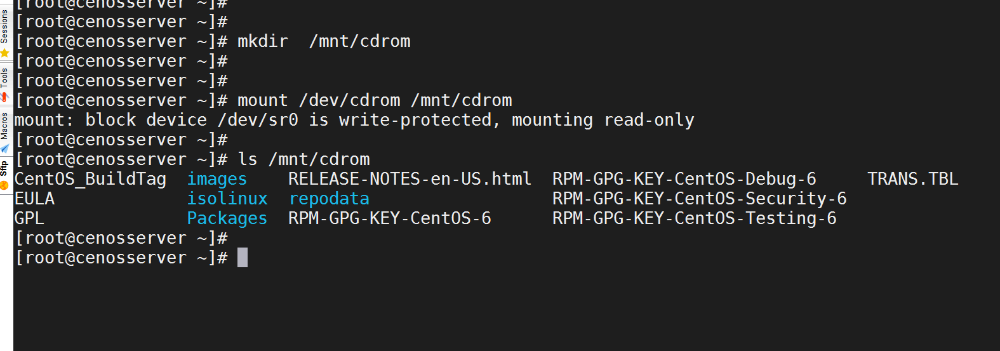 [root@cenosserver ~]#
[root@cenosserver ~]#
[root@cenosserver ~]# mkdir  /mnt/cdrom
[root@cenosserver ~]#
[root@cenosserver ~]#
[root@cenosserver ~]# mount /dev/cdrom /mnt/cdrom
mount: block device /dev/sr0 is write-protected, mounting read-only
[root@cenosserver ~]#
[root@cenosserver ~]# ls /mnt/cdrom
CentOS_BuildTag  images    RELEASE-NOTES-en-US.html  RPM-GPG-KEY-CentOS-Debug-6     TRANS.TBL
EULA             isolinux  repodata                  RPM-GPG-KEY-CentOS-Security-6
GPL              Packages  RPM-GPG-KEY-CentOS-6      RPM-GPG-KEY-CentOS-Testing-6
[root@cenosserver ~]#
[root@cenosserver ~]#
Sessions
Tools
Macros
Sftp